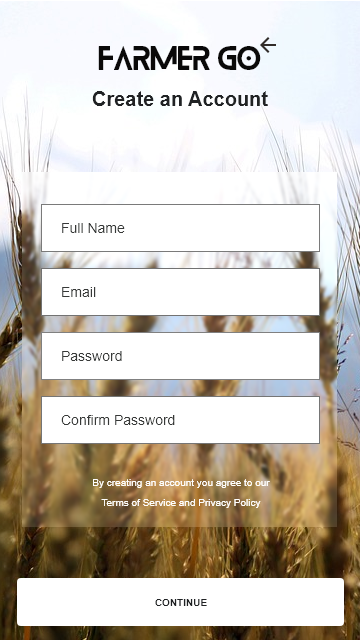 FARMER GO
Create an Account
Full Name
Email
Password
Confirm Password
By creating an account you agree to our
Terms of Service and Privacy Policy
CONTINUE